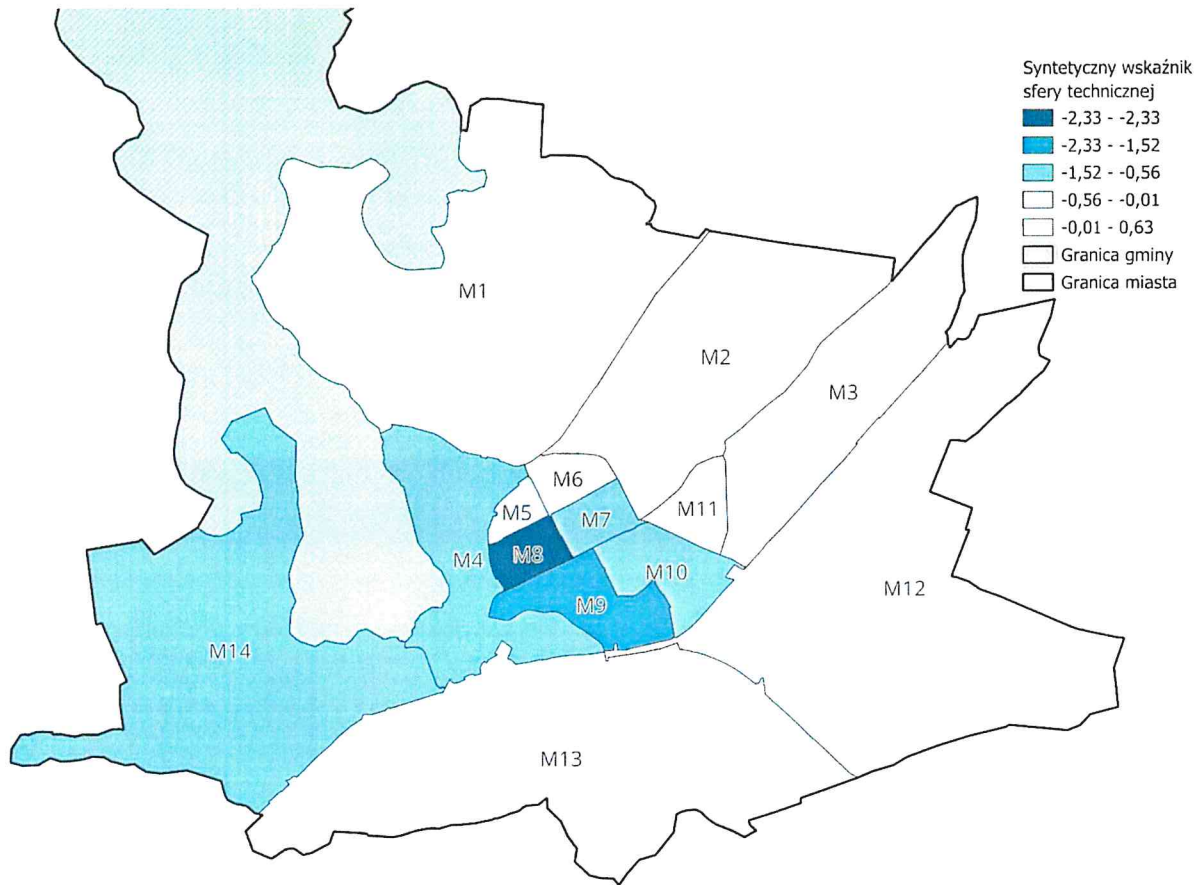 Syntetyczny wskaźnik
sfery technicznej
-2,33 - -2,33
-2,33 - -1,52
-1,52 - -0,56
-0,56 - -0,01
-0,01 - 0,63
Granica gminy
Granica miasta
M1
M2
M3
M6
M5
M11
M7
M4
M8
M10
M12
M9
M14
M13